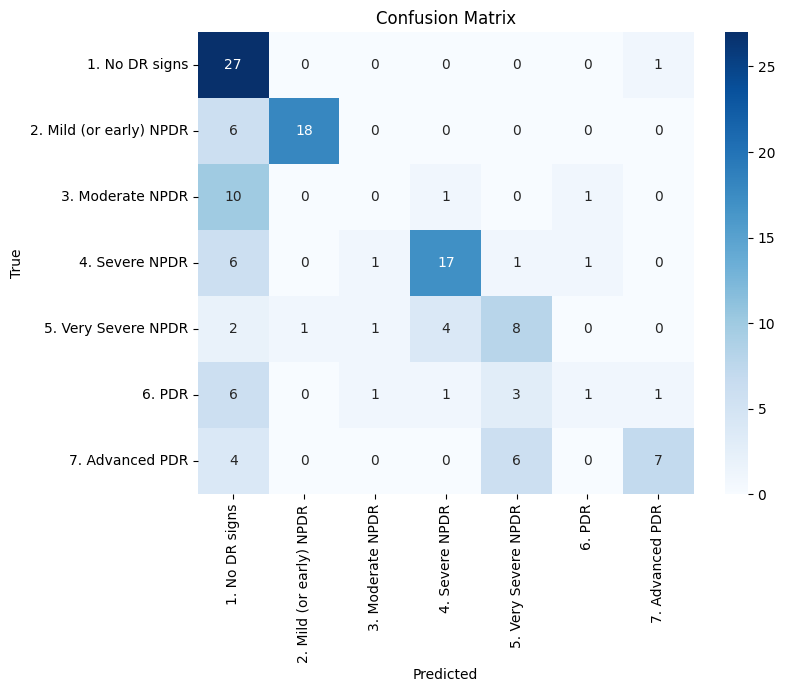 Confusion Matrix
1. No DR signs 27 0 0 0 0 0 1
2. Mild (or early) NPDR 6 18 0 0 0 0 0
3. Moderate NPDR 10 0 0 1 0 1 0
4. Severe NPDR 6 0 1 17 1 1 0
5. Very Severe NPDR 2 1 1 4 8 0 0
6. PDR 6 0 1 1 3 1 1
7. Advanced PDR 4 0 0 0 6 0 7
True
1. No DR signs
2. Mild (or early) NPDR
3. Moderate NPDR
4. Severe NPDR
5. Very Severe NPDR
6. PDR
7. Advanced PDR
Predicted
25
20
15
10
5
0